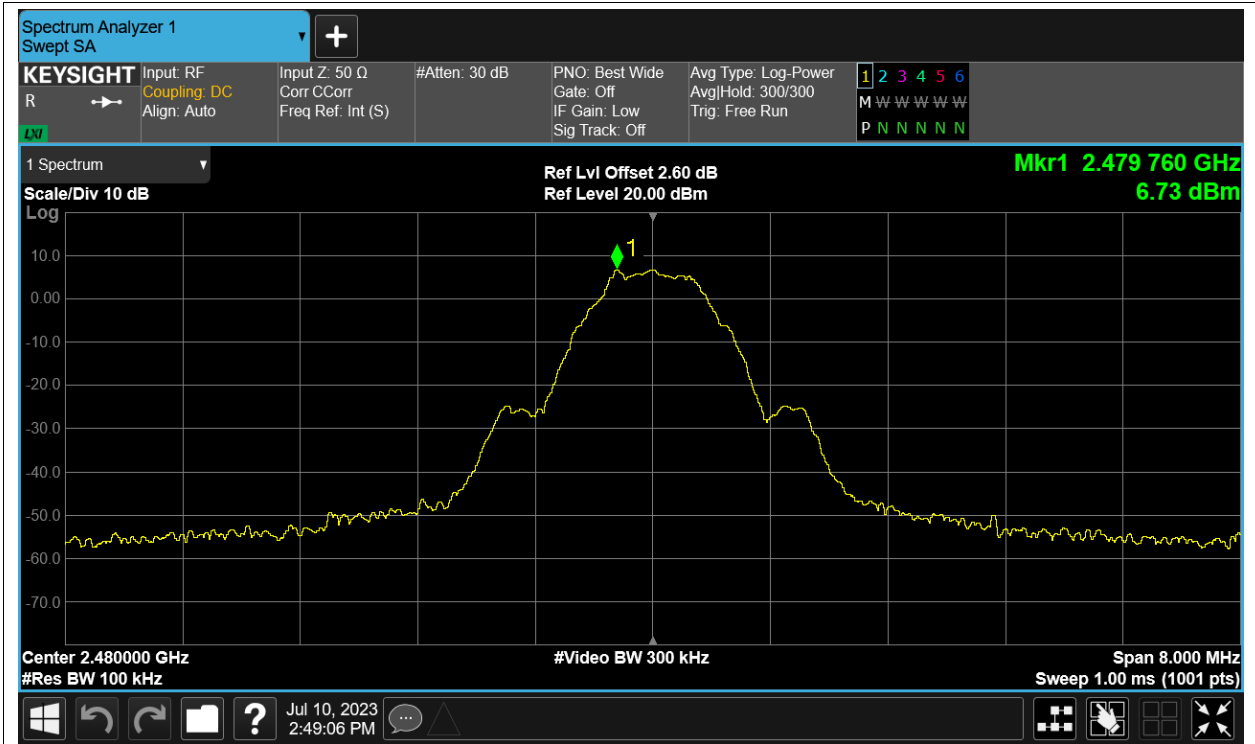 Spectrum Analyzer 1
Swept SA
KEYSIGHT
R
LXI
Input: RF
Coupling: DC
Align: Auto
Input Z: 50 Ω
Corr CCorr
Freq Ref: Int (S)
#Atten: 30 dB
PNO: Best Wide
Gate: Off
IF Gain: Low
Sig Track: Off
Avg Type: Log-Power
Avg|Hold: 300/300
Trig: Free Run
1 2 3 4 5 6
M W W W W W
P N N N N N
1 Spectrum
Scale/Div 10 dB
Log
Ref Lvl Offset 2.60 dB
Ref Level 20.00 dBm
Mkr1 2.479 760 GHz
6.73 dBm
1
10.0
0.00
-10.0
-20.0
-30.0
-40.0
-50.0
-60.0
-70.0
Center 2.480000 GHz
#Res BW 100 kHz
#Video BW 300 kHz
Span 8.000 MHz
Sweep 1.00 ms (1001 pts)
?
Jul 10, 2023
2:49:06 PM